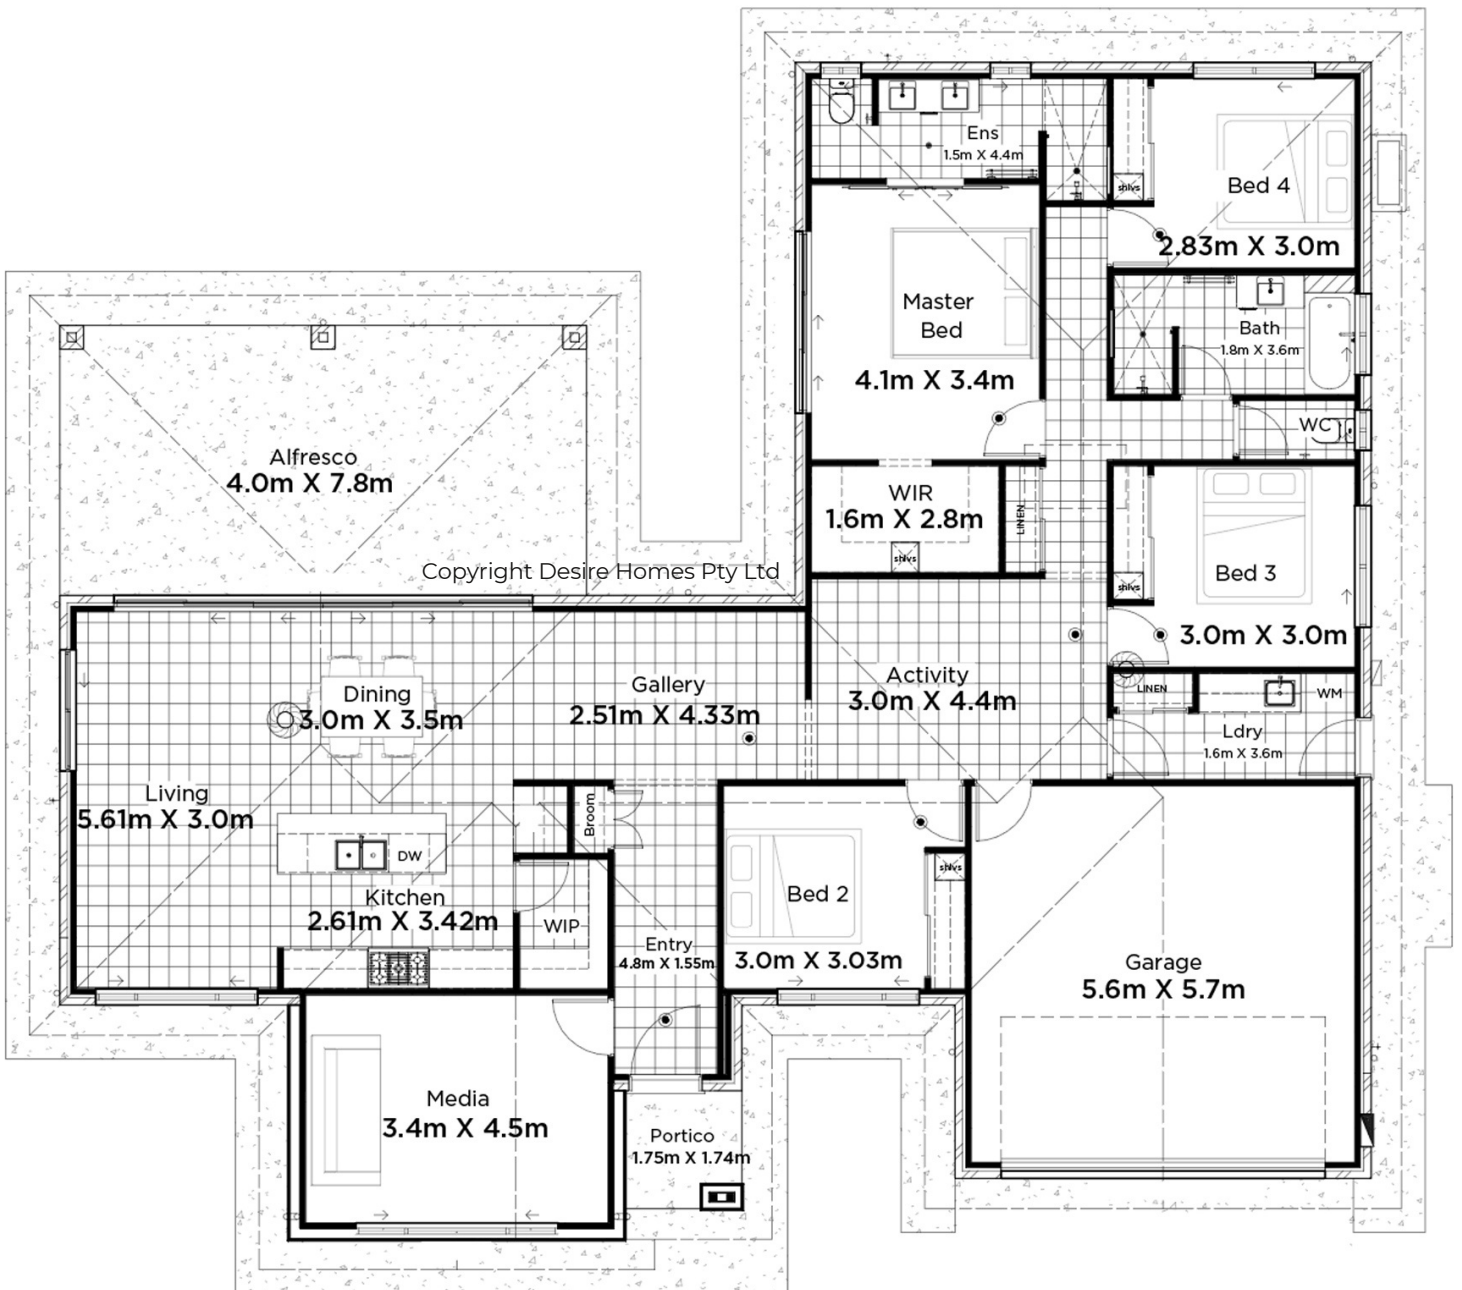 Ens
1.5m X 4.4m
shlvs
Bed 4
2.83m X 3.0m
Master
Bed
4.1m X 3.4m
Bath
1.8m X 3.6m
WC
WIR
1.6m X 2.8m
shlvs
LINEN
shlvs
Bed 3
3.0m X 3.0m
Alfresco
4.0m X 7.8m
Copyright Desire Homes Pty Ltd
Dining
3.0m X 3.5m
Gallery
2.51m X 4.33m
Activity
3.0m X 4.4m
LINEN
WM
Ldry
1.6m X 3.6m
Living
5.61m X 3.0m
DW
Broom
Kitchen
2.61m X 3.42m
WIP
Entry
4.8m X 1.55m
Bed 2
3.0m X 3.03m
shlvs
Garage
5.6m X 5.7m
Media
3.4m X 4.5m
Portico
1.75m X 1.74m